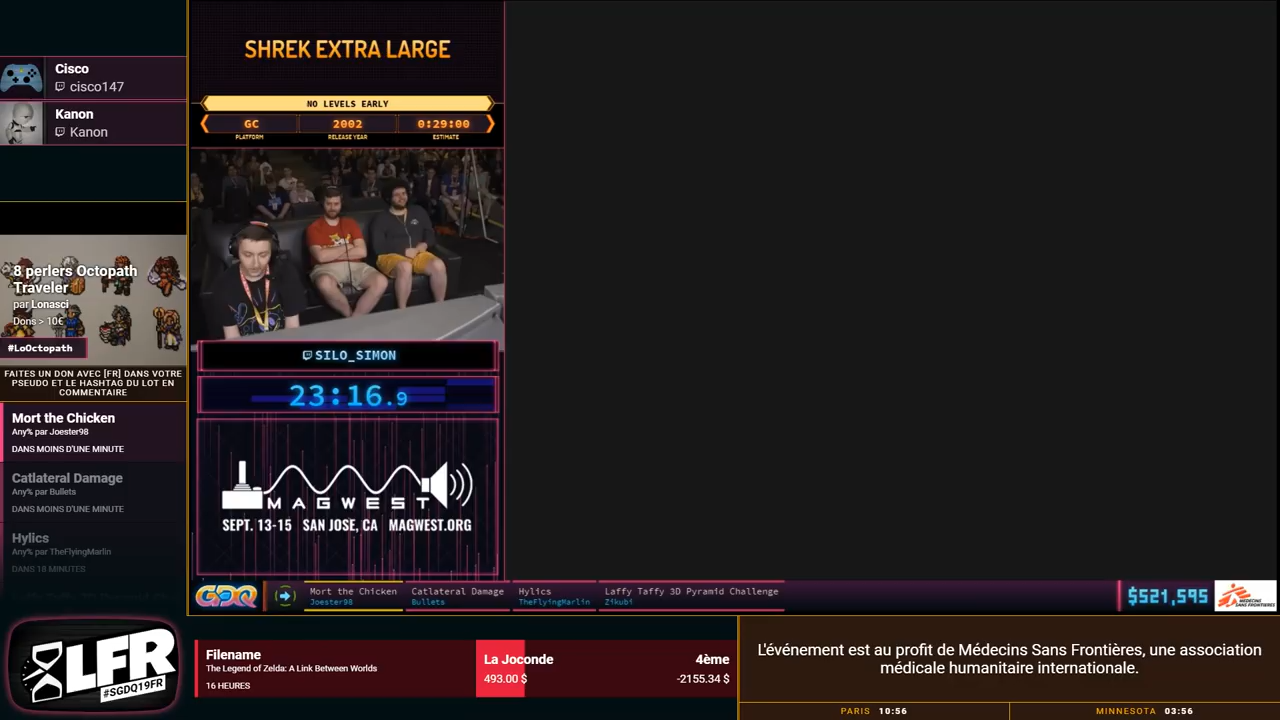 SHREK EXTRA LARGE
NO LEVELS EARLY
GC
2002
0:29:00
PLATFORM
RELEASE YEAR
ESTIMATE
Cisco
cisco147
Kanon
Kanon
8 perlers Octopath
Traveler
par Lonasci
Dons > 10€
#LoOctopath
FAITES UN DON AVEC [FR] DANS VOTRE
PSEUDO ET LE HASHTAG DU LOT EN
COMMENTAIRE
Mort the Chicken
Any% par Joester98
DANS MOINS D'UNE MINUTE
Catlateral Damage
Any% par Bullets
DANS MOINS D'UNE MINUTE
Hylics
Any% par TheFlyingMarlin
DANS 18 MINUTES
SILO_SIMON
23:16.9
MAGWEST
SEPT. 13-15 SAN JOSE, CA MAGWEST.ORG
GDQ
Mort the Chicken
Joester98
Catlateral Damage
Bullets
Hylics
TheFlyingMarlin
Laffy Taffy 3D Pyramid Challenge
Zikubi
$521,595
MEDECINS
SANS FRONTIERES
LFR
#SGDQ19FR
Filename
The Legend of Zelda: A Link Between Worlds
16 HEURES
La Joconde
4ème
493.00 $
-2155.34 $
L'événement est au profit de Médecins Sans Frontières, une association
médicale humanitaire internationale.
PARIS 10:56
MINNESOTA 03:56